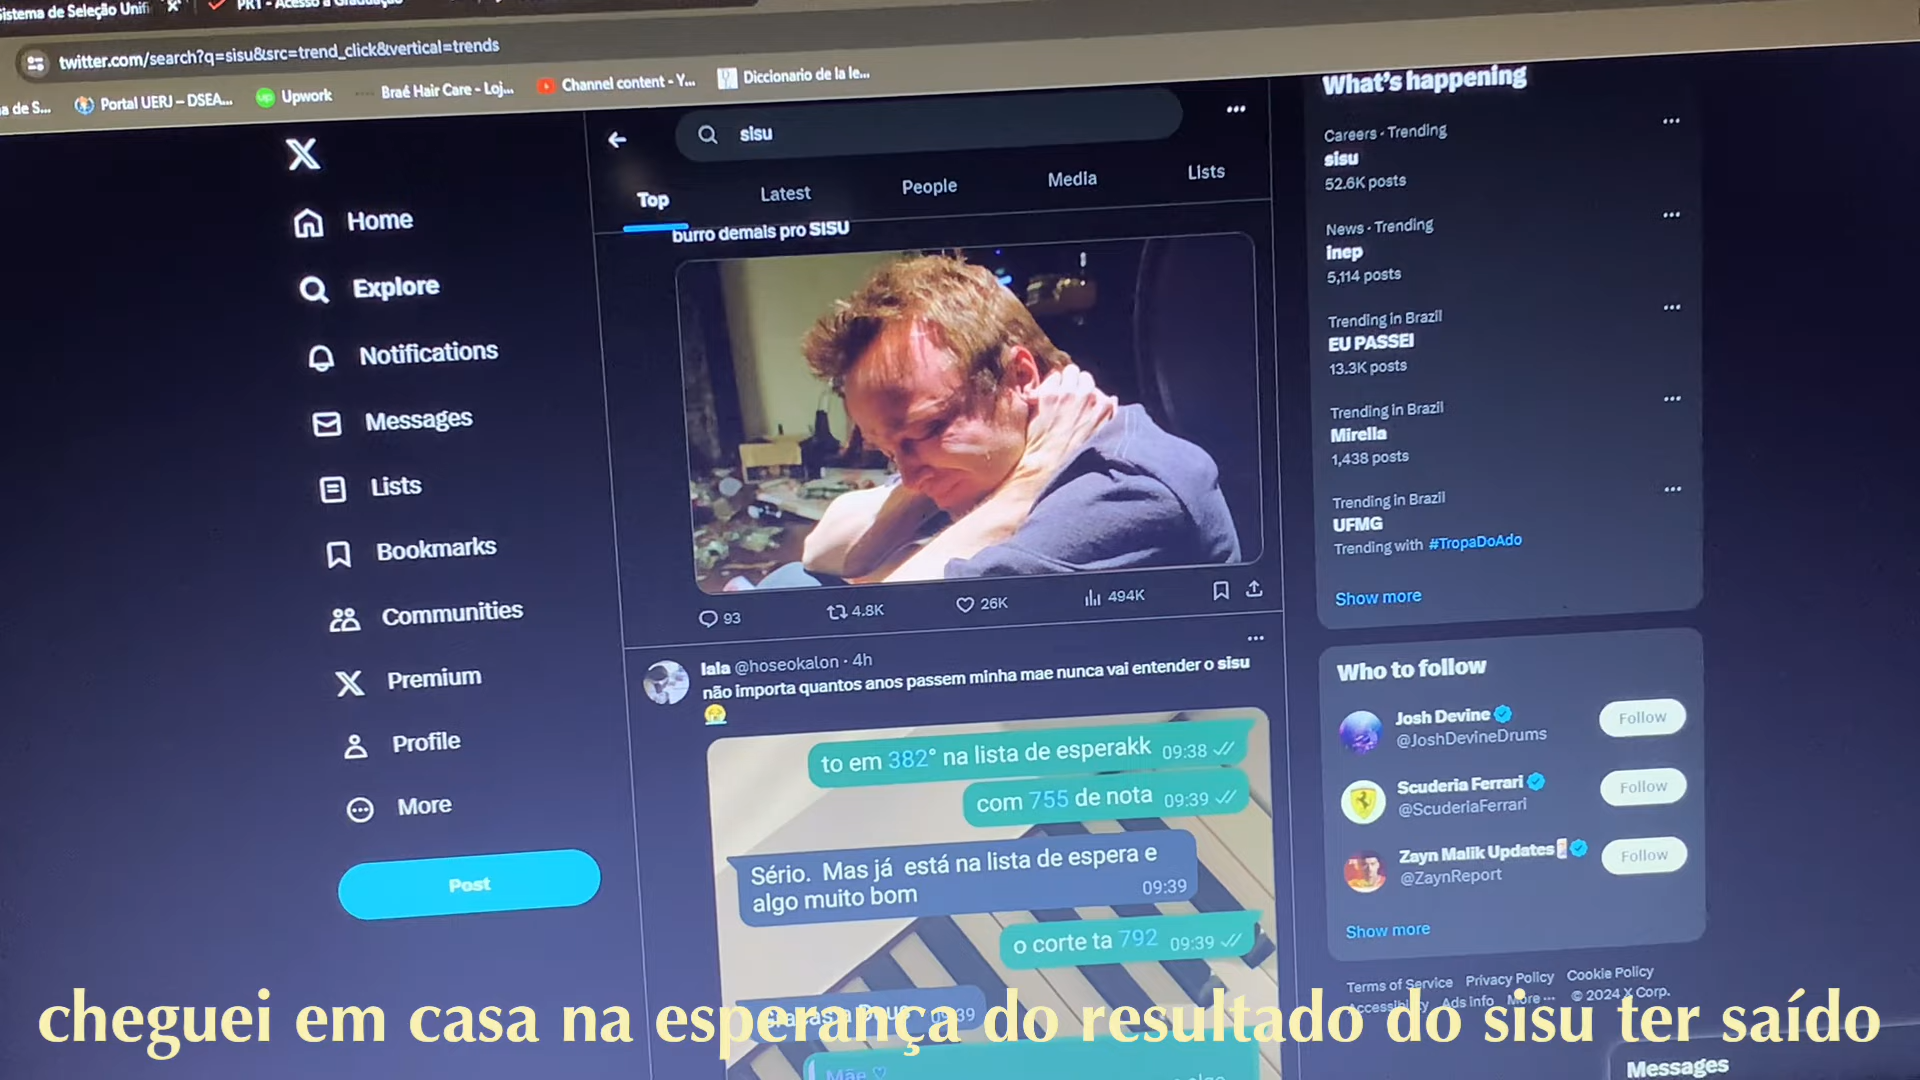 Sistema de Seleção Unifi
PR1 - Acesso à Graduação
twitter.com/search?q=sisu&src=trend_click&vertical=trends
a de S...
Portal UERJ – DSEA...
Upwork
Braé Hair Care - Loj...
Channel content - Y...
Diccionario de la le...
Home
Explore
Notifications
Messages
Lists
Bookmarks
Communities
Premium
Profile
More
Post
sisu
Top
Latest
People
Media
Lists
burro demais pro SISU
93
4.8K
26K
494K
lala @hoseokalon · 4h
não importa quantos anos passem minha mae nunca vai entender o sisu
to em 382° na lista de esperakk 09:38
com 755 de nota 09:39
Sério. Mas já está na lista de espera e
algo muito bom 09:39
o corte ta 792 09:39
Mãe
What's happening
Careers · Trending
sisu
52.6K posts
News · Trending
inep
5,114 posts
Trending in Brazil
EU PASSEI
13.3K posts
Trending in Brazil
Mirella
1,438 posts
Trending in Brazil
UFMG
Trending with #TropaDoAdo
Show more
Who to follow
Josh Devine
@JoshDevineDrums
Follow
Scuderia Ferrari
@ScuderiaFerrari
Follow
Zayn Malik Updates
@ZaynReport
Follow
Show more
Terms of Service Privacy Policy Cookie Policy
Accessibility Ads info More ... © 2024 X Corp.
cheguei em casa na esperança do resultado do sisu ter saído
Messages